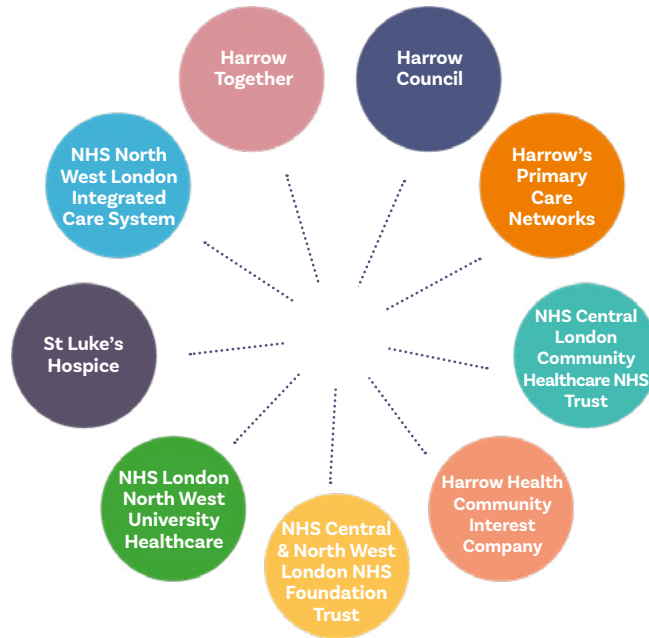 Harrow
Together
Harrow
Council
Harrow’s
Primary
Care
Networks
NHS Central
London
Community
Healthcare NHS
Trust
Harrow Health
Community
Interest
Company
NHS Central
& North West
London NHS
Foundation
Trust
NHS London
North West
University
Healthcare
St Luke’s
Hospice
NHS North
West London
Integrated
Care System